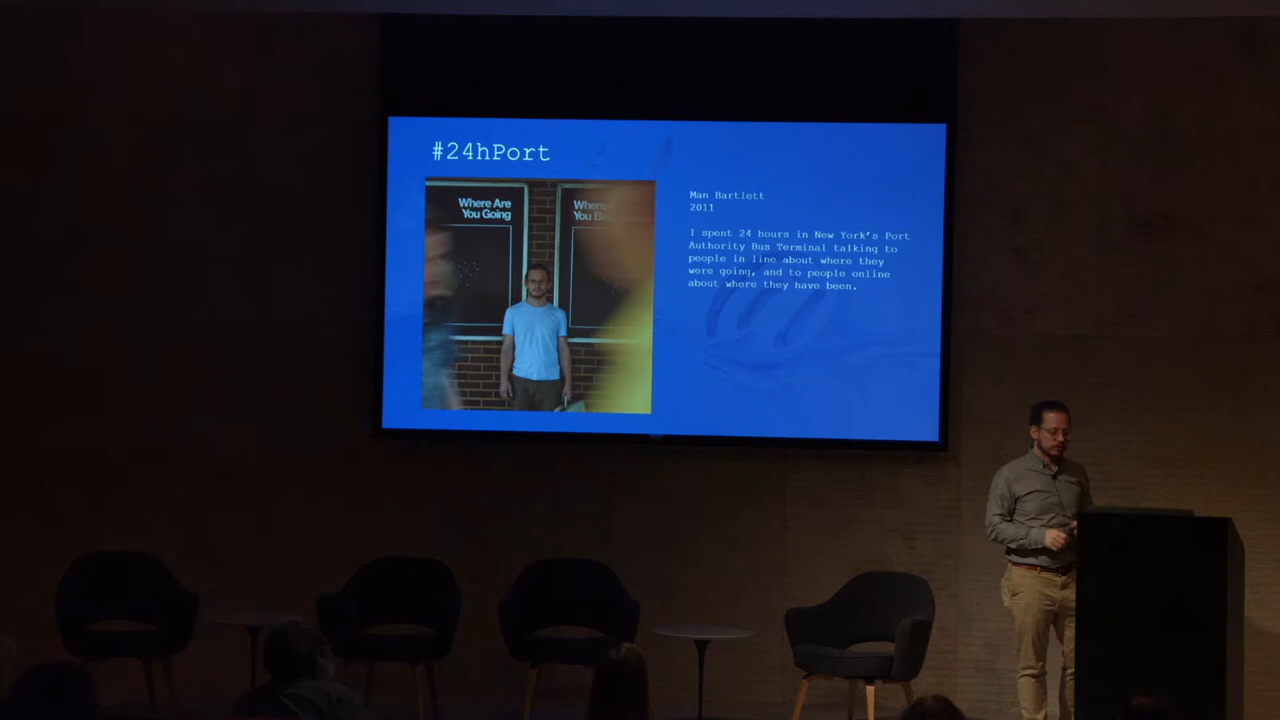 #24hPort
Where Are
You Going
Where
You Be
Man Bartlett
2011
I spent 24 hours in New York's Port
Authority Bus Terminal talking to
people in line about where they
were going, and to people online
about where they have been.